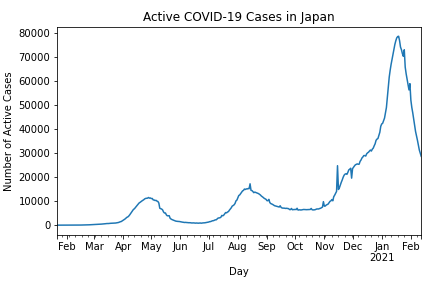 Active COVID-19 Cases in Japan
Number of Active Cases
80000
70000
60000
50000
40000
30000
20000
10000
0
Feb Mar Apr May Jun Jul Aug Sep Oct Nov Dec Jan Feb
2021
Day